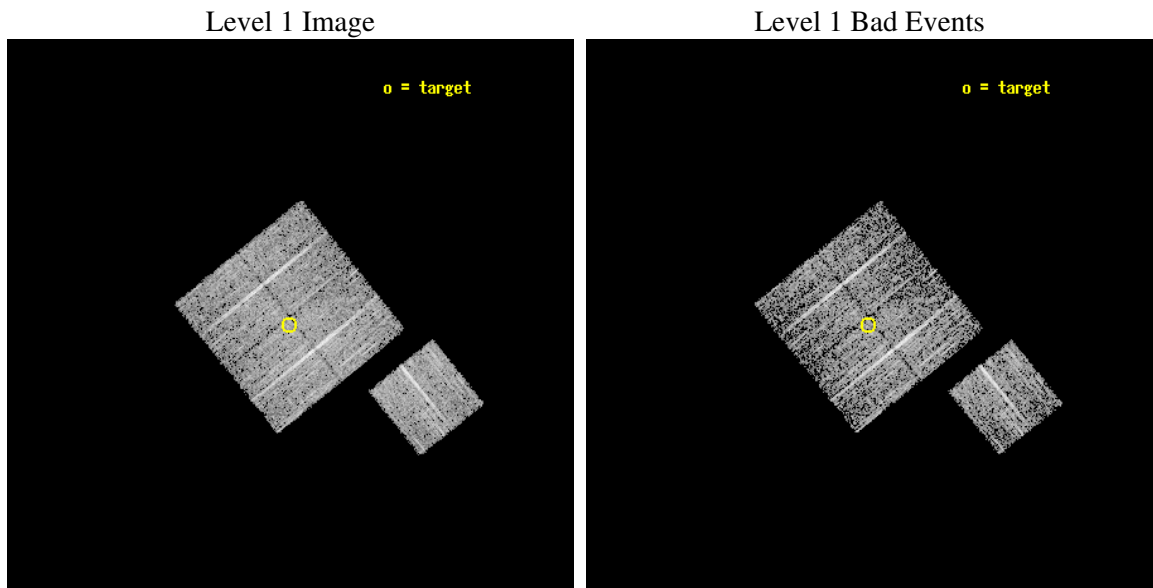 Level 1 Image
Level 1 Bad Events
o = target
o = target